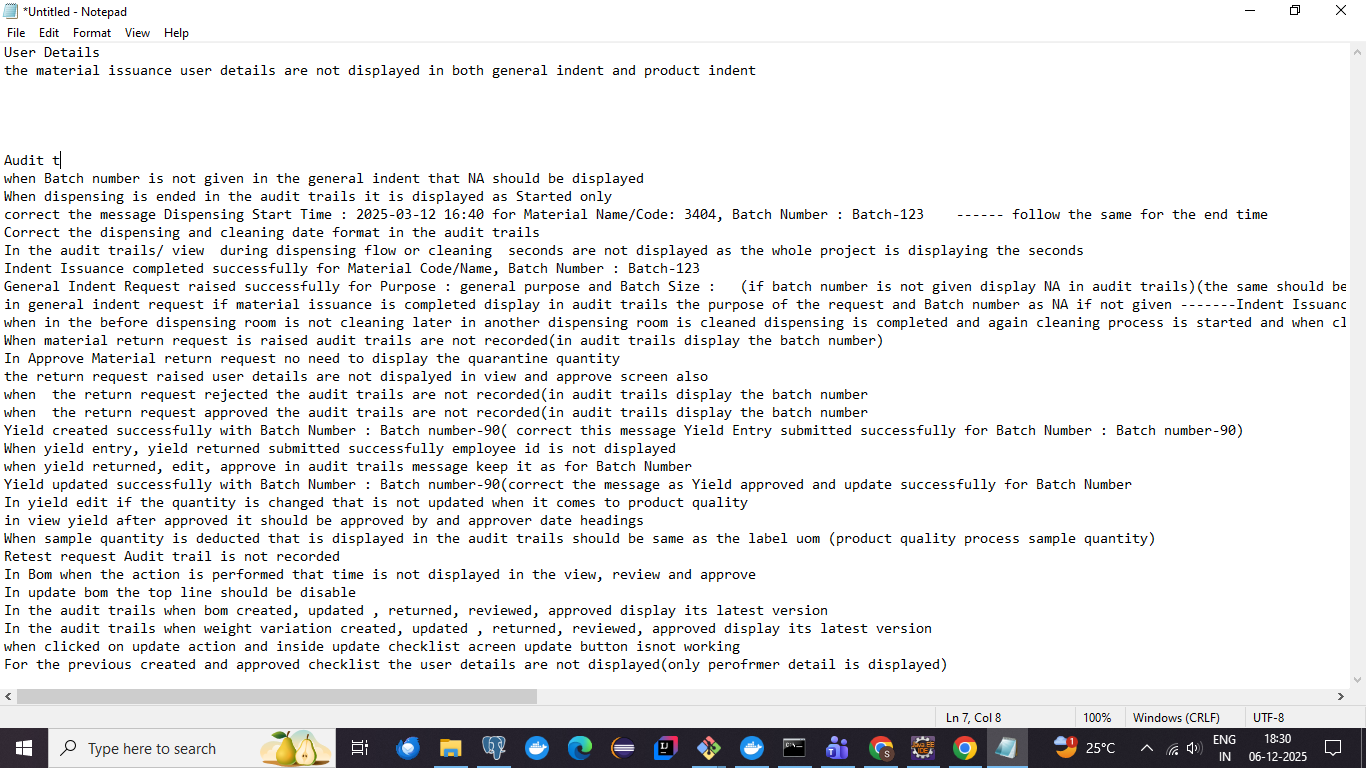 *Untitled - Notepad
File Edit Format View Help
User Details
the material issuance user details are not displayed in both general indent and product indent
Audit t
when Batch number is not given in the general indent that NA should be displayed
When dispensing is ended in the audit trails it is displayed as Started only
correct the message Dispensing Start Time : 2025-03-12 16:40 for Material Name/Code: 3404, Batch Number : Batch-123    ------ follow the same for the end time
Correct the dispensing and cleaning date format in the audit trails
In the audit trails/ view  during dispensing flow or cleaning  seconds are not displayed as the whole project is displaying the seconds
Indent Issuance completed successfully for Material Code/Name, Batch Number : Batch-123
General Indent Request raised successfully for Purpose : general purpose and Batch Size :   (if batch number is not given display NA in audit trails)(the same should be
in general indent request if material issuance is completed display in audit trails the purpose of the request and Batch number as NA if not given -------Indent Issuanc
when in the before dispensing room is not cleaning later in another dispensing room is cleaned dispensing is completed and again cleaning process is started and when cl
When material return request is raised audit trails are not recorded(in audit trails display the batch number)
In Approve Material return request no need to display the quarantine quantity
the return request raised user details are not dispalyed in view and approve screen also
when  the return request rejected the audit trails are not recorded(in audit trails display the batch number
when  the return request approved the audit trails are not recorded(in audit trails display the batch number
Yield created successfully with Batch Number : Batch number-90( correct this message Yield Entry submitted successfully for Batch Number : Batch number-90)
When yield entry, yield returned submitted successfully employee id is not displayed
when yield returned, edit, approve in audit trails message keep it as for Batch Number
Yield updated successfully with Batch Number : Batch number-90(correct the message as Yield approved and update successfully for Batch Number
In yield edit if the quantity is changed that is not updated when it comes to product quality
in view yield after approved it should be approved by and approver date headings
When sample quantity is deducted that is displayed in the audit trails should be same as the label uom (product quality process sample quantity)
Retest request Audit trail is not recorded
In Bom when the action is performed that time is not displayed in the view, review and approve
In update bom the top line should be disable
In the audit trails when bom created, updated , returned, reviewed, approved display its latest version
In the audit trails when weight variation created, updated , returned, reviewed, approved display its latest version
when clicked on update action and inside update checklist acreen update button isnot working
For the previous created and approved checklist the user details are not displayed(only perofrmer detail is displayed)
Ln 7, Col 8 100% Windows (CRLF) UTF-8
Type here to search 25°C ENG IN 18:30 06-12-2025